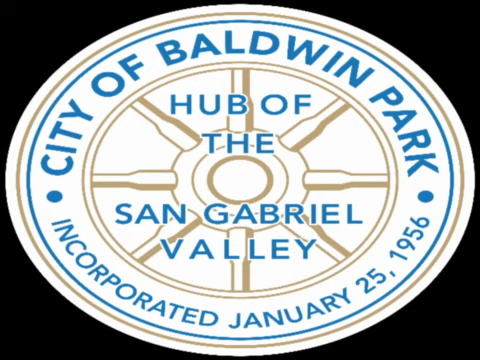 CITY OF BALDWIN PARK
HUB OF
THE
SAN GABRIEL
VALLEY
INCORPORATED JANUARY 25, 1956